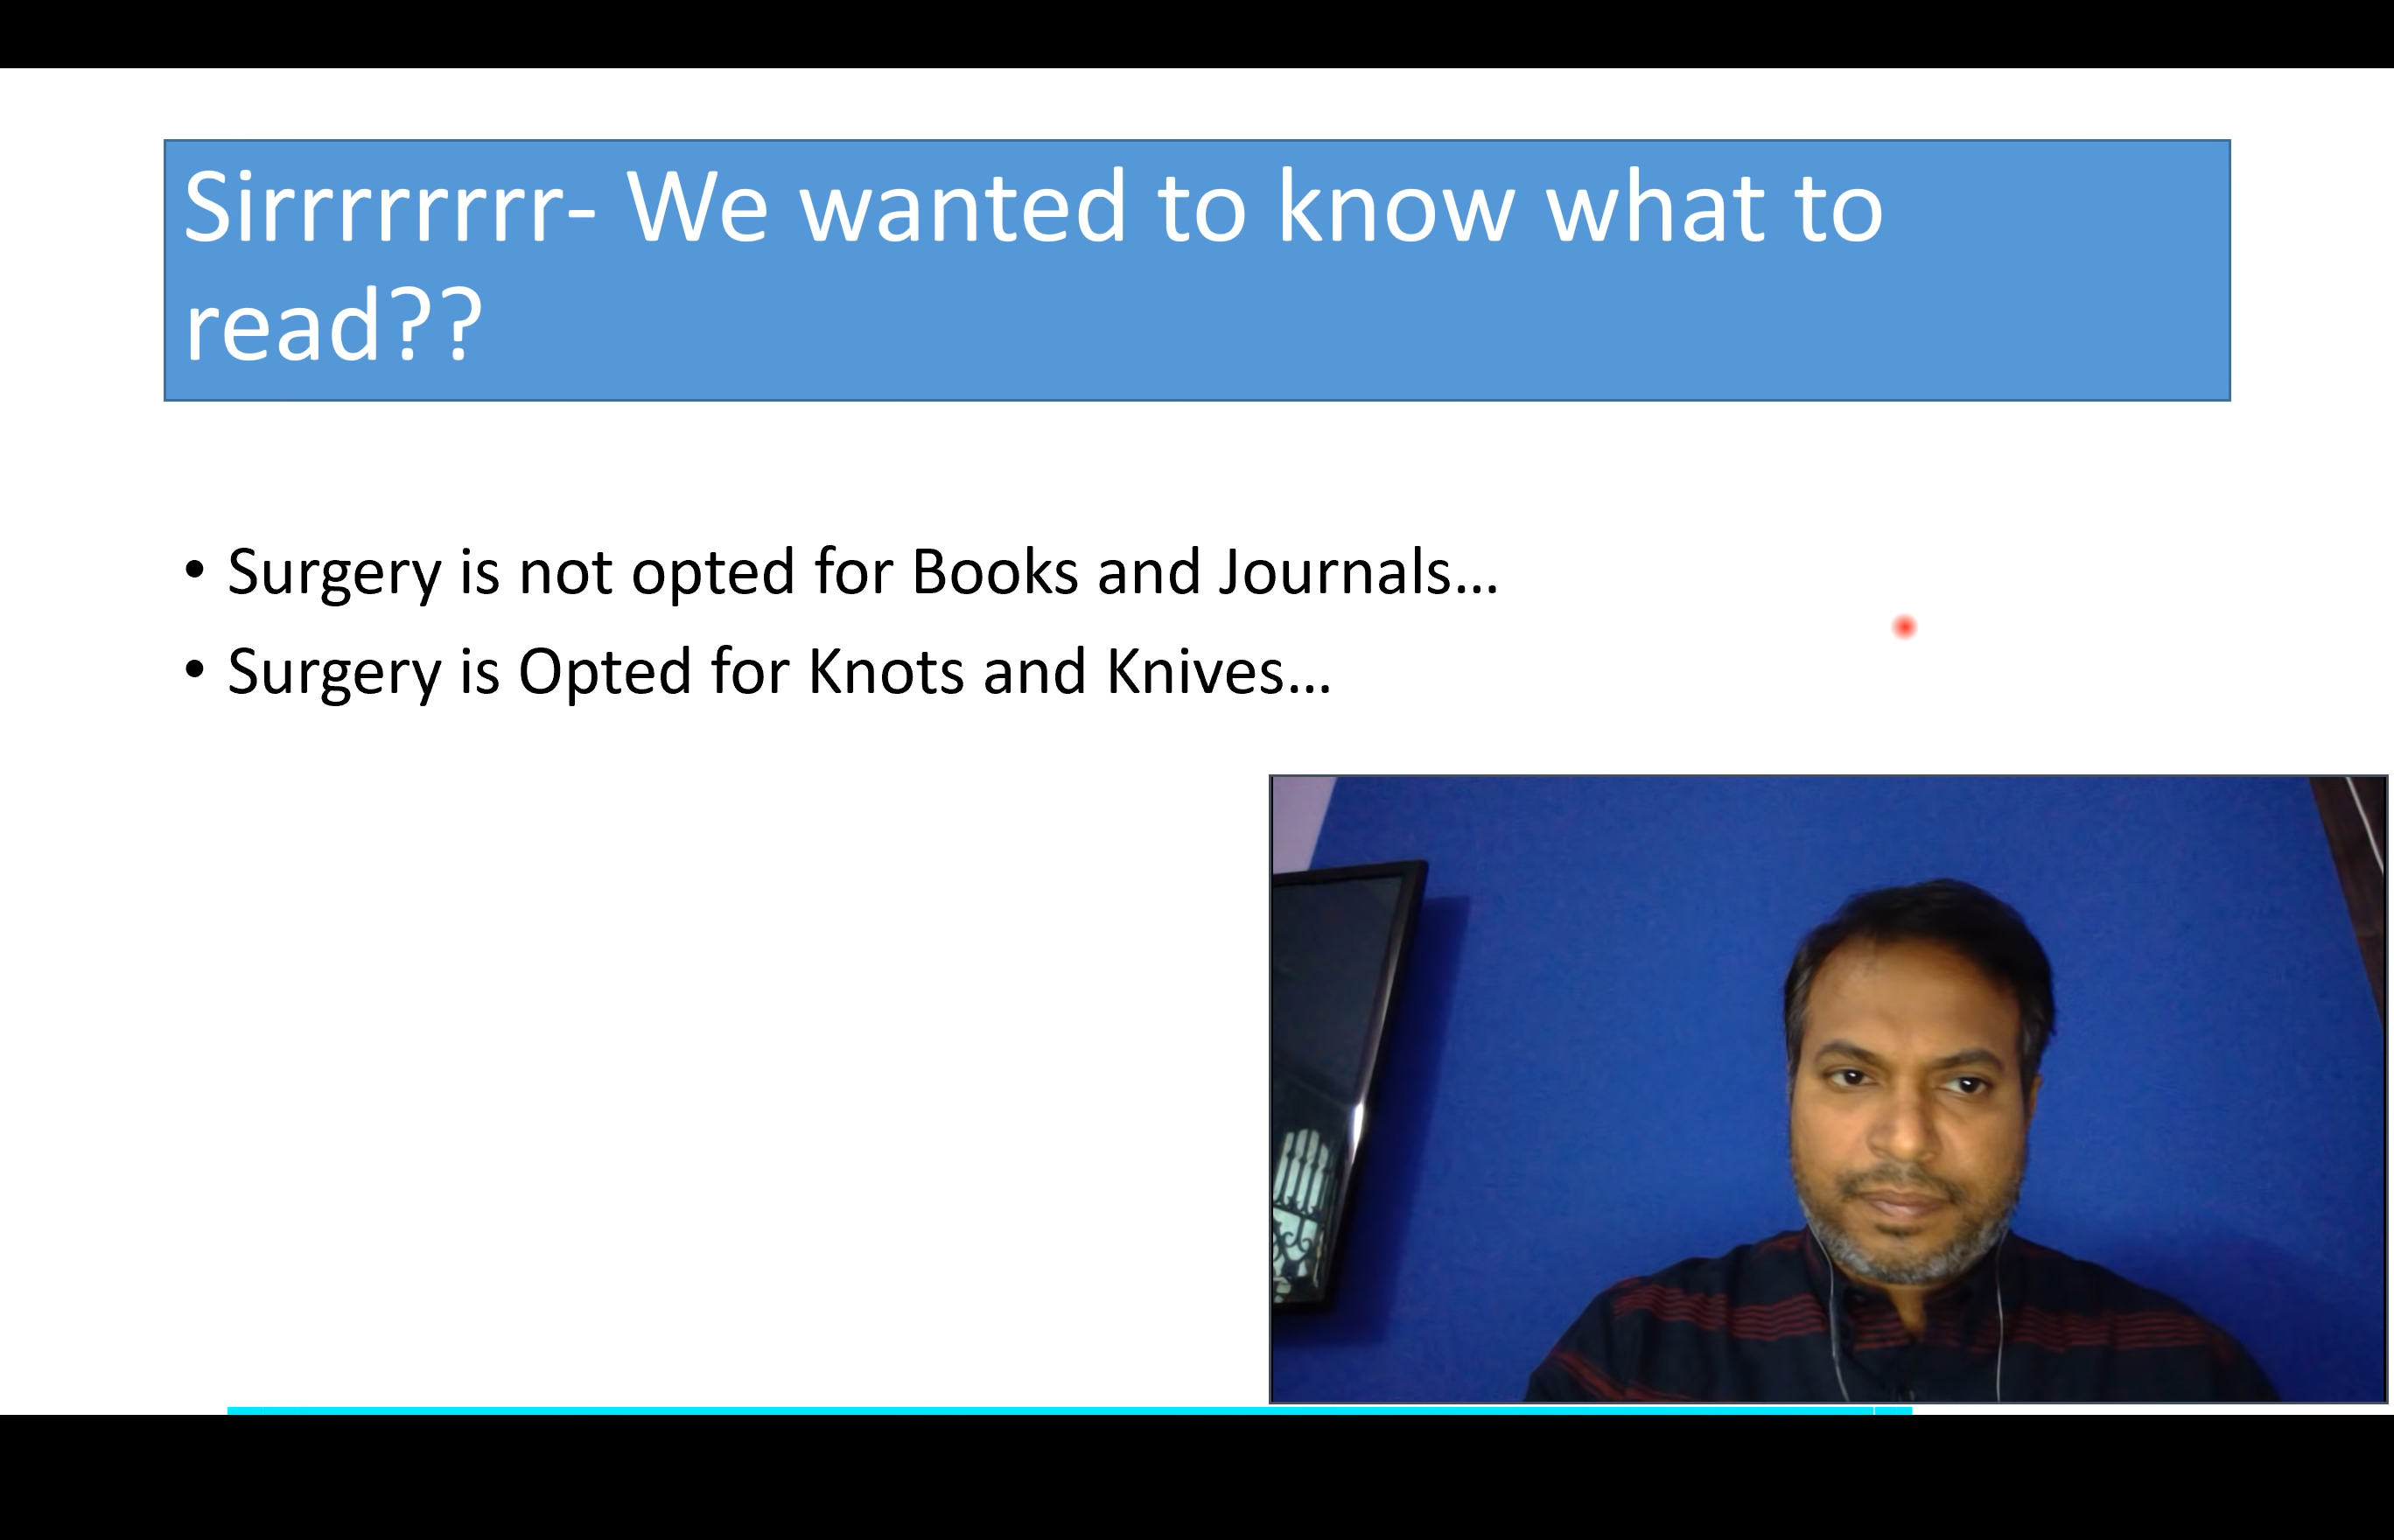 Sirrrrrrrr- We wanted to know what to
read??
• Surgery is not opted for Books and Journals...
• Surgery is Opted for Knots and Knives...